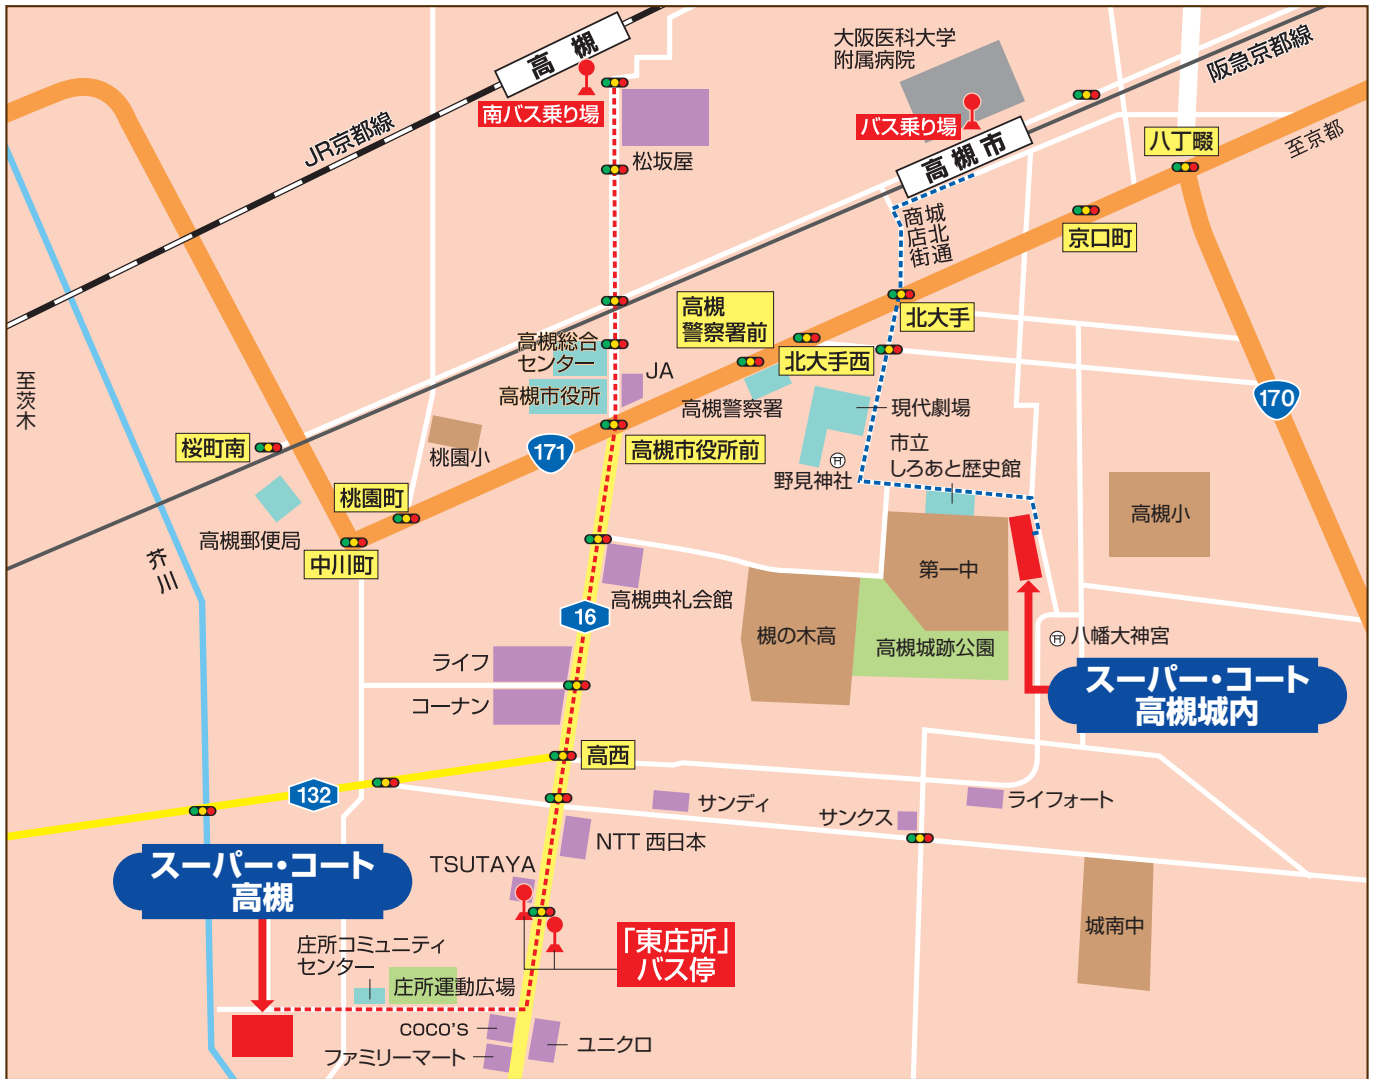 高槻
南バス乗り場
JR京都線
松坂屋
大阪医科大学
附属病院
バス乗り場
高槻市
阪急京都線
八丁畷
至京都
京口町
城北通
商店街
北大手
高槻
警察署前
北大手西
高槻総合
センター
高槻市役所
JA
高槻警察署
現代劇場
市立
しろあと歴史館
野見神社
170
171
高槻市役所前
至茨木
桜町南
桃園小
桃園町
高槻郵便局
中川町
芥川
高槻小
第一中
高槻典礼会館
16
槻の木高
高槻城跡公園
八幡大神宮
スーパー・コート
高槻城内
ライフ
コーナン
高西
132
サンディ
サンクス
ライフォート
NTT 西日本
TSUTAYA
スーパー・コート
高槻
「東庄所」
バス停
城南中
庄所コミュニティ
センター
庄所運動広場
COCO'S
ファミリーマート
ユニクロ